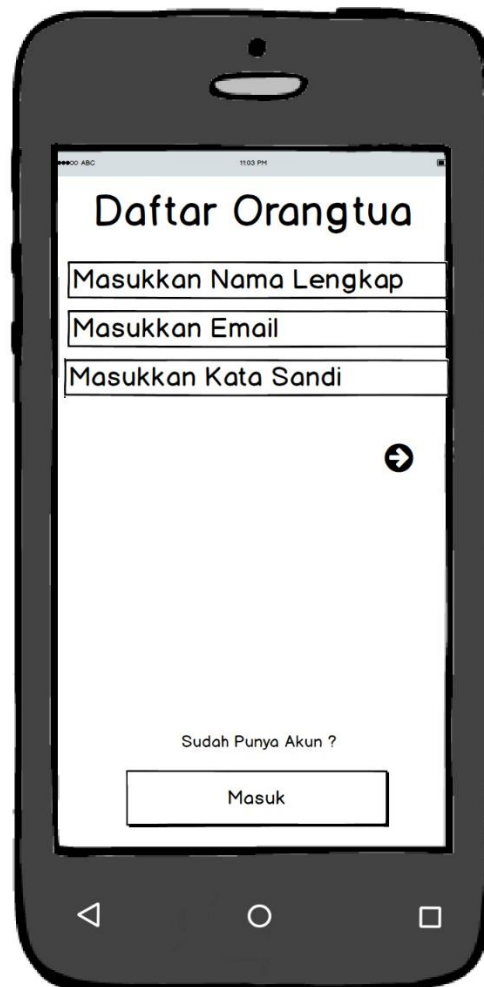 ABC 11:03 PM
Daftar Orangtua
Masukkan Nama Lengkap
Masukkan Email
Masukkan Kata Sandi
Sudah Punya Akun ?
Masuk